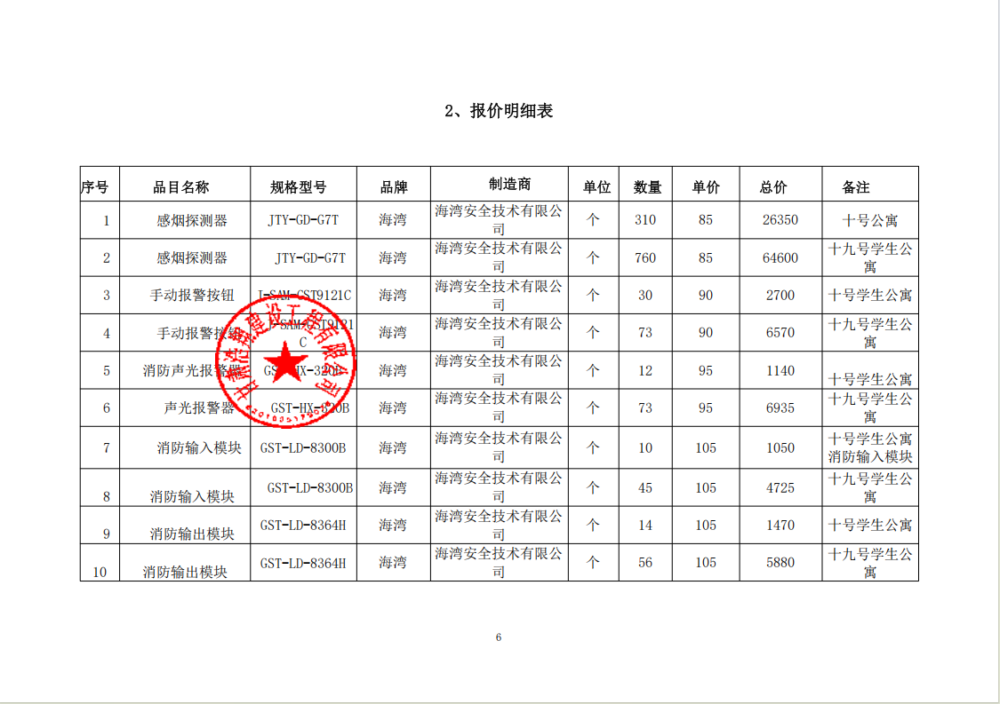 2、报价明细表
序号 品目名称 规格型号 品牌 制造商 单位 数量 单价 总价 备注
1 感烟探测器 JTY-GD-G7T 海湾 海湾安全技术有限公司 个 310 85 26350 十号公寓
2 感烟探测器 JTY-GD-G7T 海湾 海湾安全技术有限公司 个 760 85 64600 十九号学生公寓
3 手动报警按钮 J-SAM-GST9121C 海湾 海湾安全技术有限公司 个 30 90 2700 十号学生公寓
4 手动报警按钮 J-SAM-GST9121C 海湾 海湾安全技术有限公司 个 73 90 6570 十九号学生公寓
5 消防声光报警器 海湾 海湾安全技术有限公司 个 12 95 1140 十号学生公寓
6 声光报警器 海湾 海湾安全技术有限公司 个 73 95 6935 十九号学生公寓
7 消防输入模块 GST-LD-8300B 海湾 海湾安全技术有限公司 个 10 105 1050 十号学生公寓消防输入模块
8 消防输入模块 GST-LD-8300B 海湾 海湾安全技术有限公司 个 45 105 4725 十九号学生公寓
9 消防输出模块 GST-LD-8364H 海湾 海湾安全技术有限公司 个 14 105 1470 十号学生公寓
10 消防输出模块 GST-LD-8364H 海湾 海湾安全技术有限公司 个 56 105 5880 十九号学生公寓
6